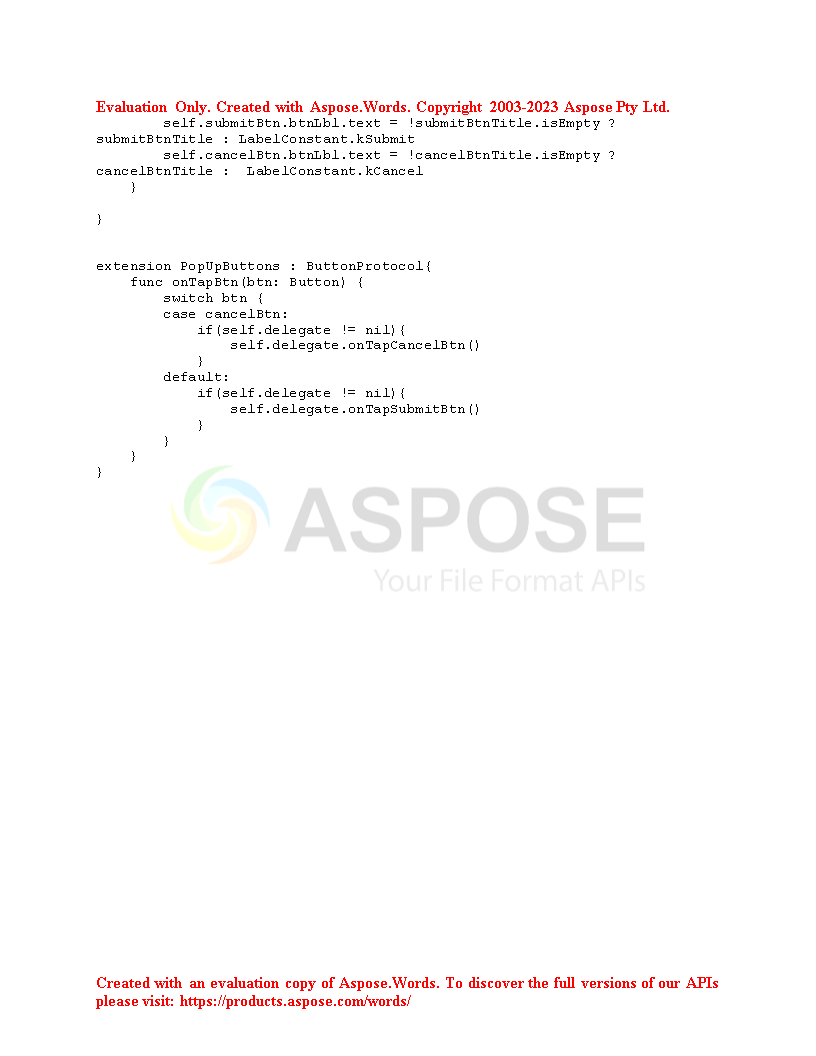 Evaluation Only. Created with Aspose.Words. Copyright 2003-2023 Aspose Pty Ltd.
        self.submitBtn.btnLbl.text = !submitBtnTitle.isEmpty ?
submitBtnTitle : LabelConstant.kSubmit
        self.cancelBtn.btnLbl.text = !cancelBtnTitle.isEmpty ?
cancelBtnTitle :  LabelConstant.kCancel
    }
}
extension PopUpButtons : ButtonProtocol{
    func onTapBtn(btn: Button) {
        switch btn {
        case cancelBtn:
            if(self.delegate != nil){
                self.delegate.onTapCancelBtn()
            }
        default:
            if(self.delegate != nil){
                self.delegate.onTapSubmitBtn()
            }
        }
    }
}
ASPOSE
Your File Format APIs
Created with an evaluation copy of Aspose.Words. To discover the full versions of our APIs
please visit: https://products.aspose.com/words/